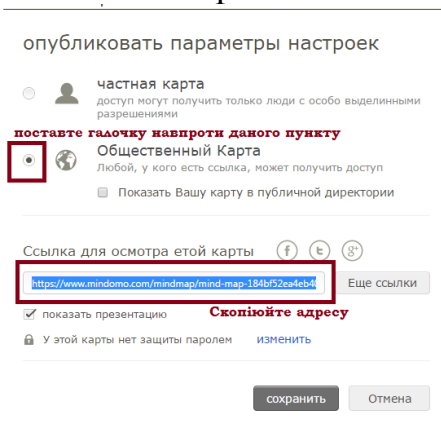 опубликовать параметры настроек
частная карта
доступ могут получить только люди с особо выделинными
разрешениями
поставте галочку навпроти даного пункту
Общественный Карта
Любой, у кого есть ссылка, может получить доступ
Показать Вашу карту в публичной директории
Ссылка для осмотра етой карты
https://www.mindomo.com/mindmap/mind-map-184bf52ea4eb4
Еще ссылки
показать презентацию
Скопіюйте адресу
У этой карты нет защиты паролем изменить
сохранить Отмена